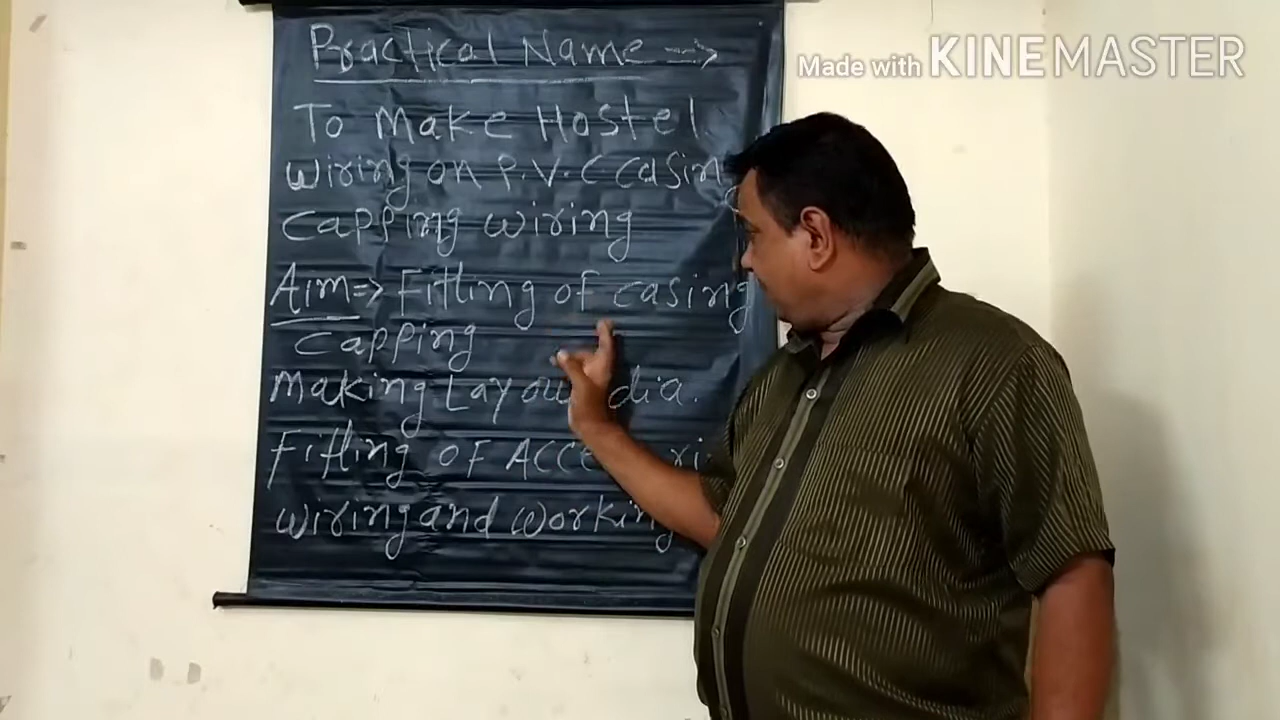 Practical Name →
Made with KINEMASTER
To Make Hostel
wiring on P.V.C casing
capping wiring
Aim => Fitting of casing
capping
Making Layout dia.
Fitting of
wiring and working